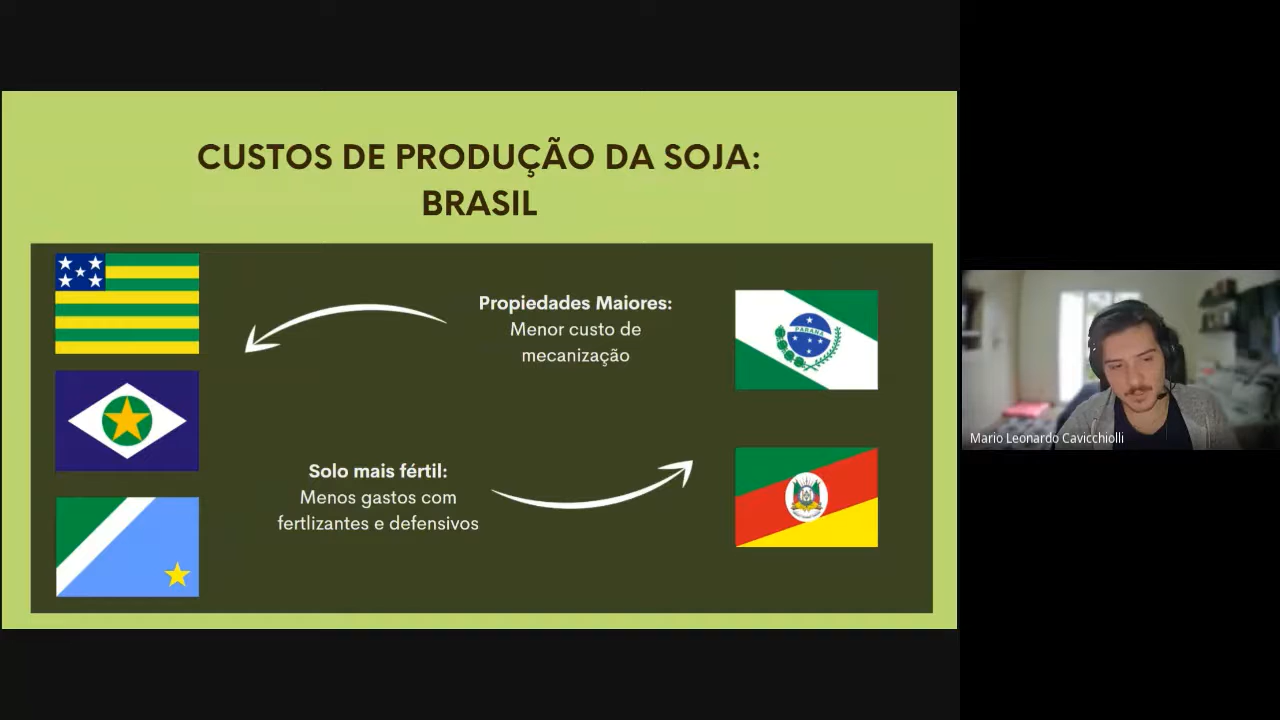 CUSTOS DE PRODUÇÃO DA SOJA:
BRASIL
Propiedades Maiores:
Menor custo de
mecanização
PARANÁ
Solo mais fértil:
Menos gastos com
fertlizantes e defensivos
Mario Leonardo Cavicchiolli